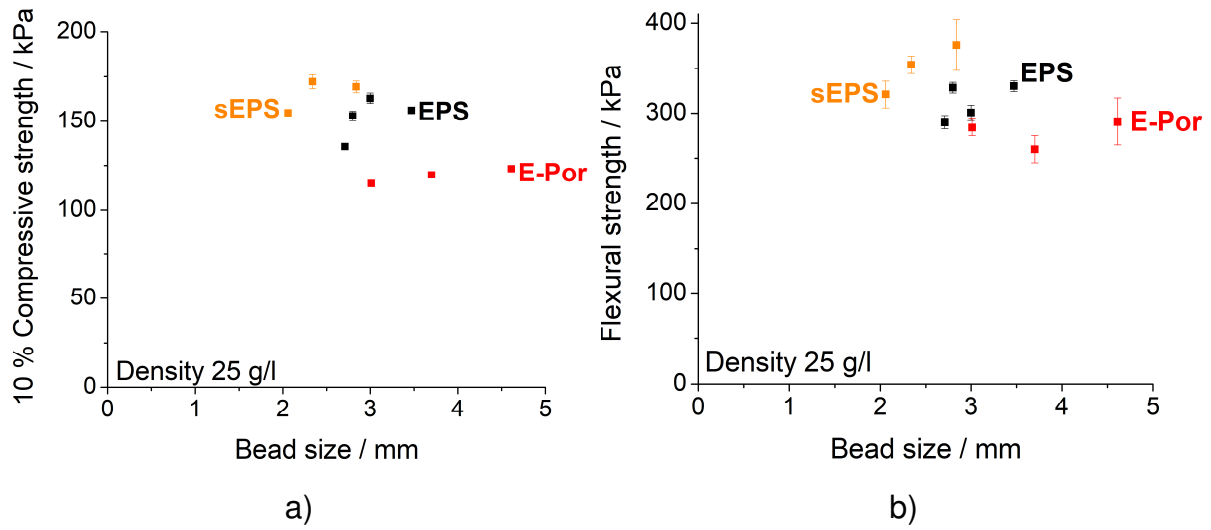 10 % Compressive strength / kPa
200
150
100
50
0
sEPS
EPS
E-Por
Density 25 g/l
0 1 2 3 4 5
Bead size / mm
a)
Flexural strength / kPa
400
300
200
100
0
sEPS
EPS
E-Por
Density 25 g/l
0 1 2 3 4 5
Bead size / mm
b)